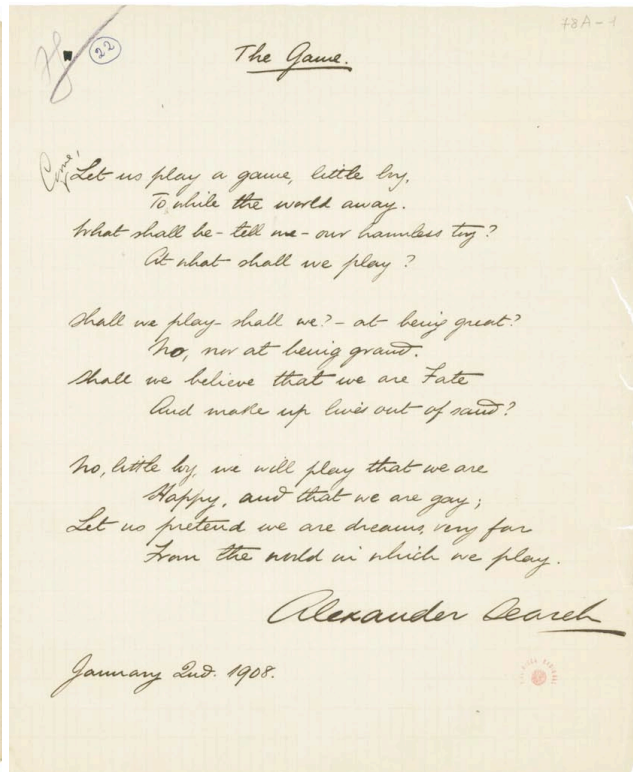 78A-1
22
The Game.
Come,
Let us play a game, little boy,
To while the world away.
What shall be - tell me - our harmless toy?
At what shall we play?
Shall we play - shall we? - at being great?
No, nor at being grand.
Shall we believe that we are Fate
And make up lives out of sand?
No, little boy, we will play that we are
Happy, and that we are gay;
Let us pretend we are dreams, very far
From the world in which we play.
Alexander Search
January 2nd. 1908.